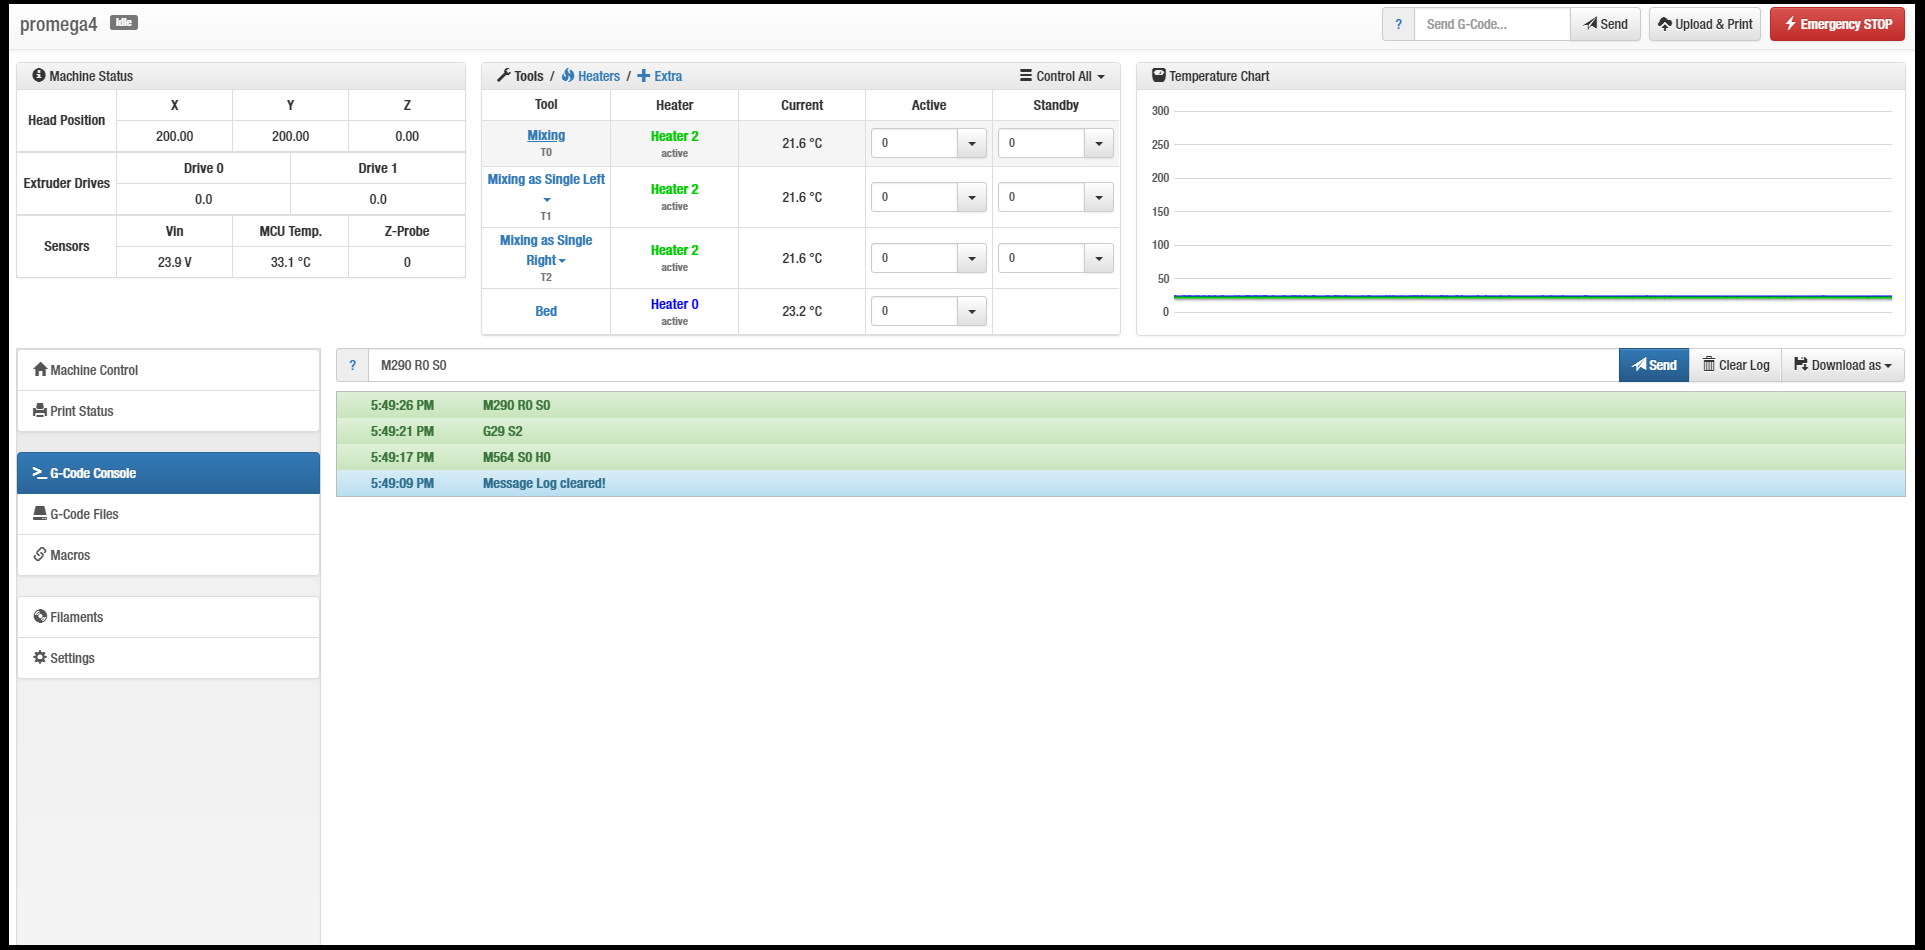 promega4 Idle
? Send G-Code... Send Upload & Print Emergency STOP
Machine Status
X Y Z
Head Position
200.00 200.00 0.00
Drive 0 Drive 1
Extruder Drives
0.0 0.0
Vin MCU Temp. Z-Probe
Sensors
23.9 V 33.1 °C 0
Tools / Heaters / Extra Control All
Tool Heater Current Active Standby
Mixing Heater 2 21.6 °C 0 0
T0 active
Mixing as Single Left Heater 2 21.6 °C 0 0
active
T1
Mixing as Single Heater 2 21.6 °C 0 0
Right active
T2
Bed Heater 0 23.2 °C 0
active
Temperature Chart
300
250
200
150
100
50
0
Machine Control
Print Status
G-Code Console
G-Code Files
Macros
Filaments
Settings
? M290 R0 S0 Send Clear Log Download as
5:49:26 PM M290 R0 S0
5:49:21 PM G29 S2
5:49:17 PM M564 S0 H0
5:49:09 PM Message Log cleared!